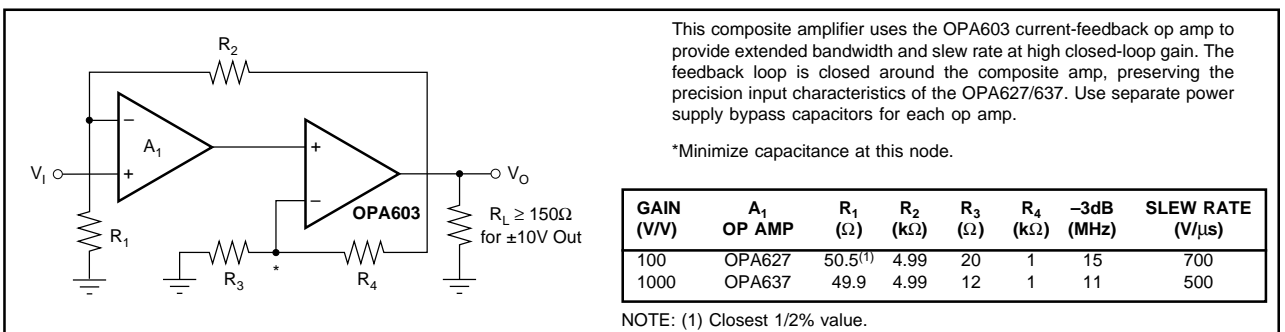 R2
A1
VI
R1
R3
*
R4
OPA603
VO
RL ≥ 150Ω
for ±10V Out
This composite amplifier uses the OPA603 current-feedback op amp to
provide extended bandwidth and slew rate at high closed-loop gain. The
feedback loop is closed around the composite amp, preserving the
precision input characteristics of the OPA627/637. Use separate power
supply bypass capacitors for each op amp.
*Minimize capacitance at this node.
GAIN A1 R1 R2 R3 R4 –3dB SLEW RATE
(V/V) OP AMP (Ω) (kΩ) (Ω) (kΩ) (MHz) (V/µs)
100 OPA627 50.5(1) 4.99 20 1 15 700
1000 OPA637 49.9 4.99 12 1 11 500
NOTE: (1) Closest 1/2% value.